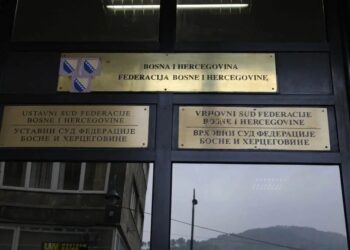 BOSNA I HERCEGOVINA
FEDERACIJA BOSNE I HERCEGOVINE
USTAVNI SUD FEDERACIJE
BOSNE I HERCEGOVINE
УСТАВНИ СУД ФЕДЕРАЦИЈЕ
БОСНЕ И ХЕРЦЕГОВИНЕ
VRHOVNI SUD FEDERACIJE
BOSNE I HERCEGOVINE
ВРХОВНИ СУД ФЕДЕРАЦИЈЕ
БОСНЕ И ХЕРЦЕГОВИНЕ